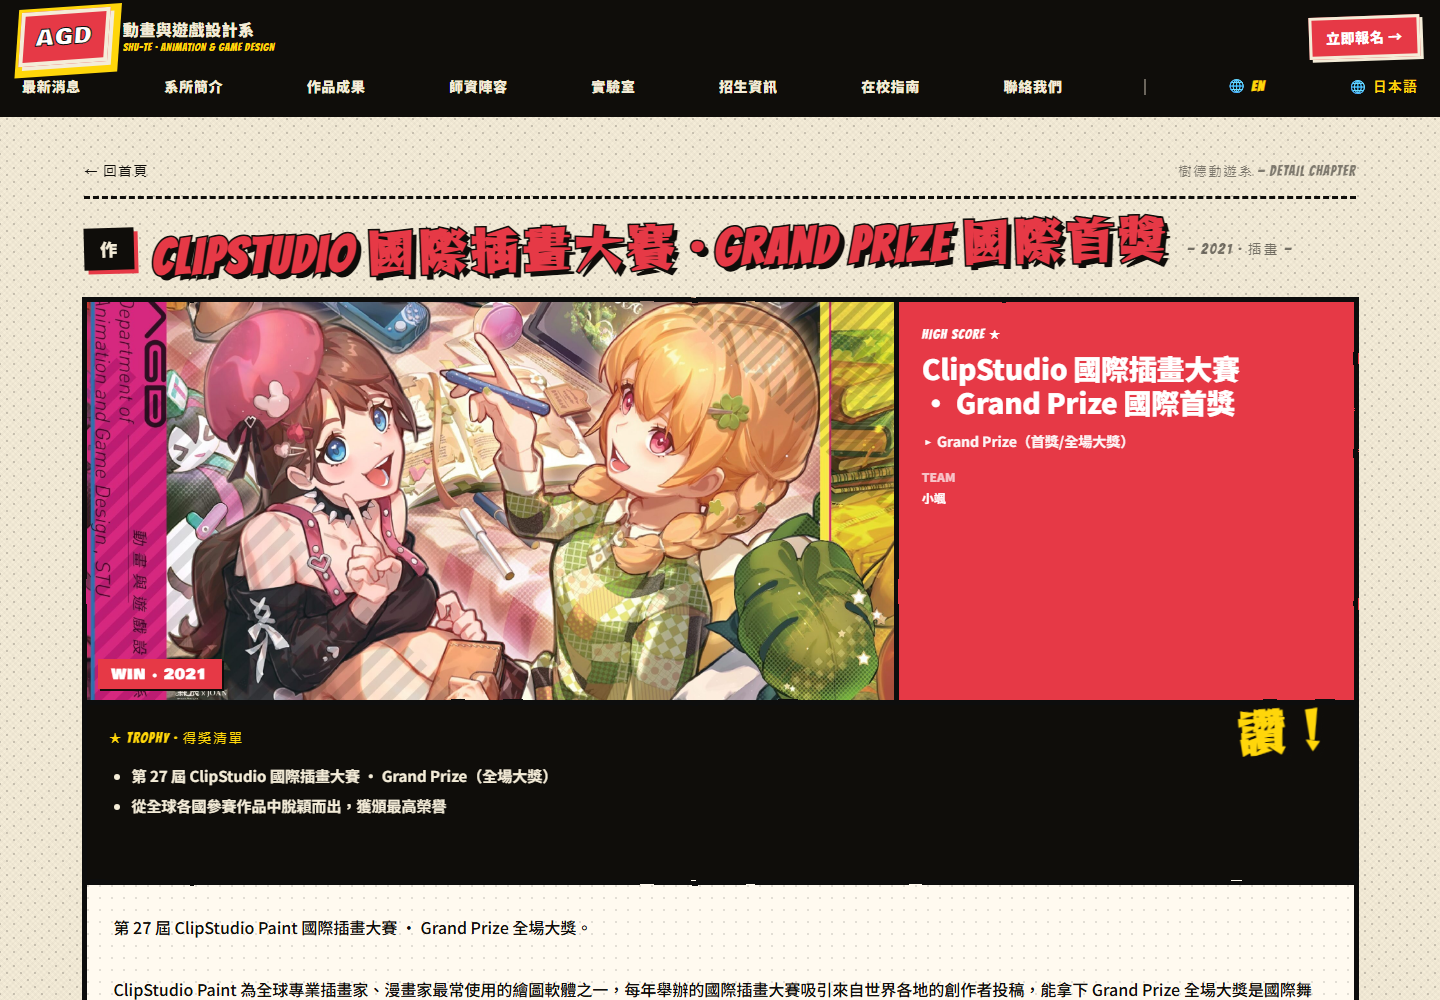 AGD
動畫與遊戲設計系
SHU-TE · ANIMATION & GAME DESIGN
立即報名 →
最新消息
系所簡介
作品成果
師資陣容
實驗室
招生資訊
在校指南
聯絡我們
EN
日本語
← 回首頁
樹德動遊系 — DETAIL CHAPTER
作
CLIPSTUDIO 國際插畫大賽・GRAND PRIZE 國際首獎
— 2021 · 插畫 —
Department of
Animation and Game Design, STU
動畫與遊戲設
WIN · 2021
HIGH SCORE ★
ClipStudio 國際插畫大賽
・ Grand Prize 國際首獎
▸ Grand Prize（首獎/全場大獎）
TEAM
小颯
讚！
★ TROPHY · 得獎清單
• 第 27 屆 ClipStudio 國際插畫大賽 ・ Grand Prize（全場大獎）
• 從全球各國參賽作品中脫穎而出，獲頒最高榮譽
第 27 屆 ClipStudio Paint 國際插畫大賽 ・ Grand Prize 全場大獎。
ClipStudio Paint 為全球專業插畫家、漫畫家最常使用的繪圖軟體之一，每年舉辦的國際插畫大賽吸引來自世界各地的創作者投稿，能拿下 Grand Prize 全場大獎是國際舞